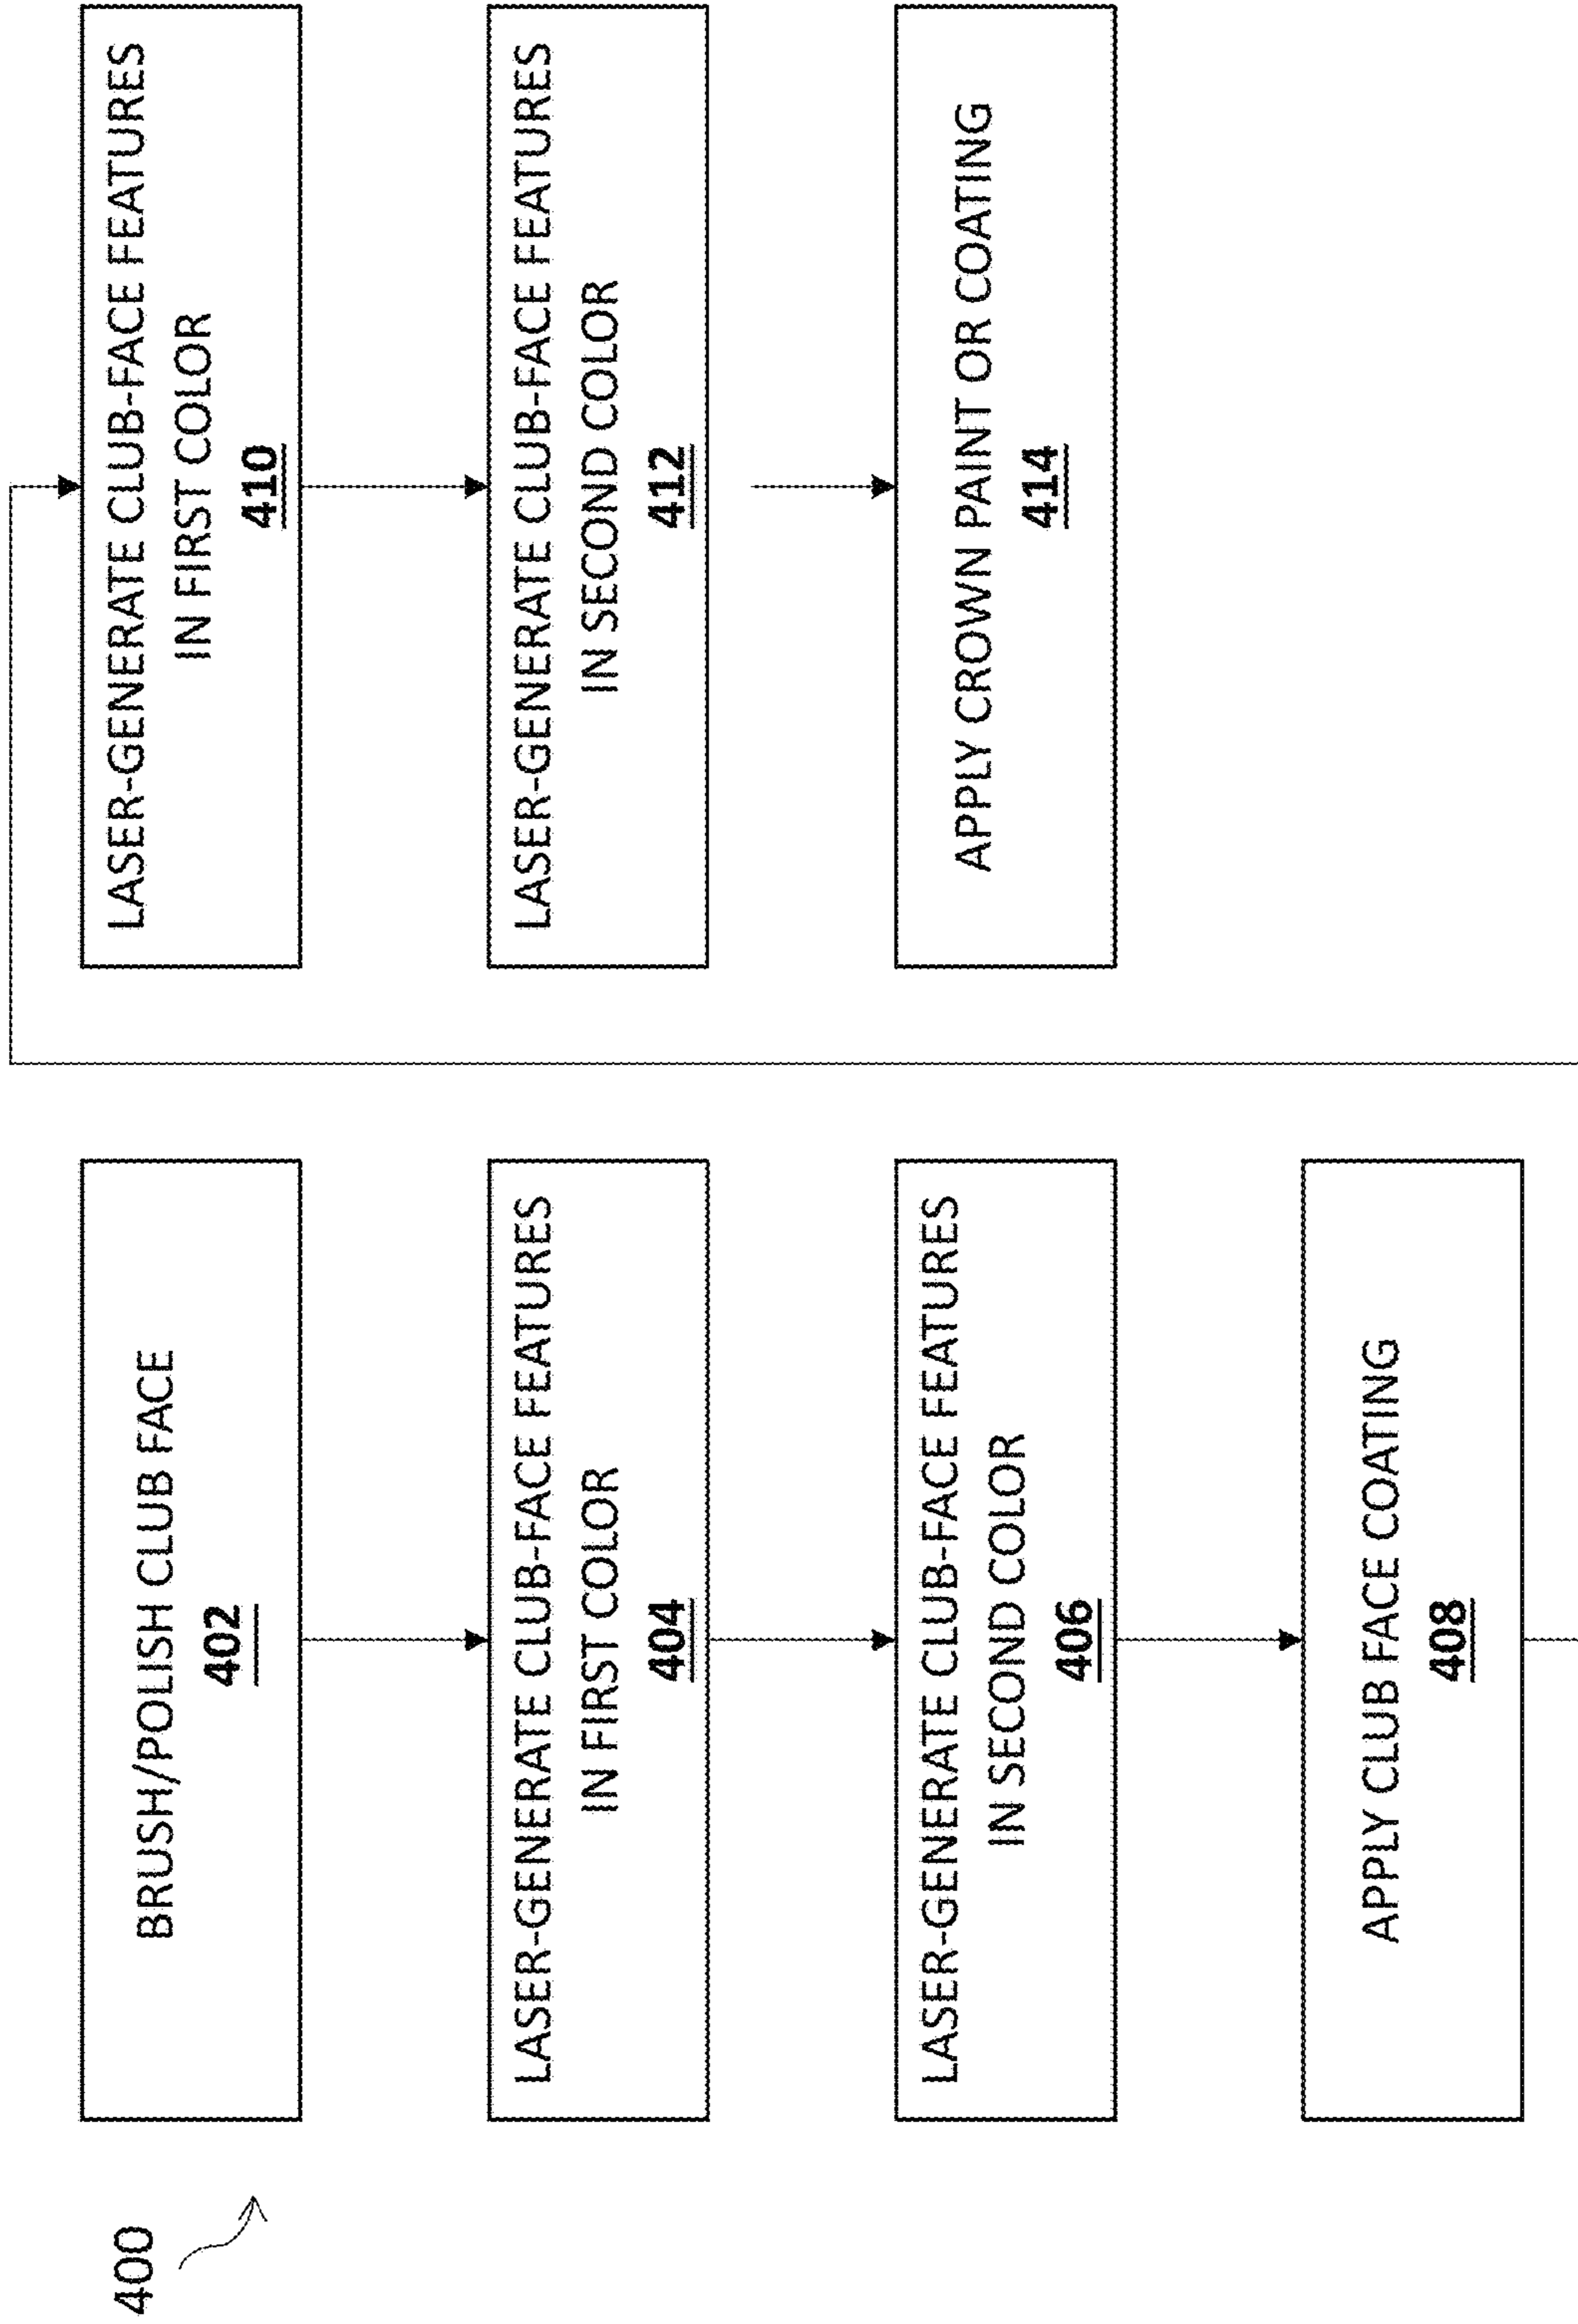 400
BRUSH/POLISH CLUB FACE
402
LASER-GENERATE CLUB-FACE FEATURES
IN FIRST COLOR
404
LASER-GENERATE CLUB-FACE FEATURES
IN SECOND COLOR
406
APPLY CLUB FACE COATING
408
LASER-GENERATE CLUB-FACE FEATURES
IN FIRST COLOR
410
LASER-GENERATE CLUB-FACE FEATURES
IN SECOND COLOR
412
APPLY CROWN PAINT OR COATING
414